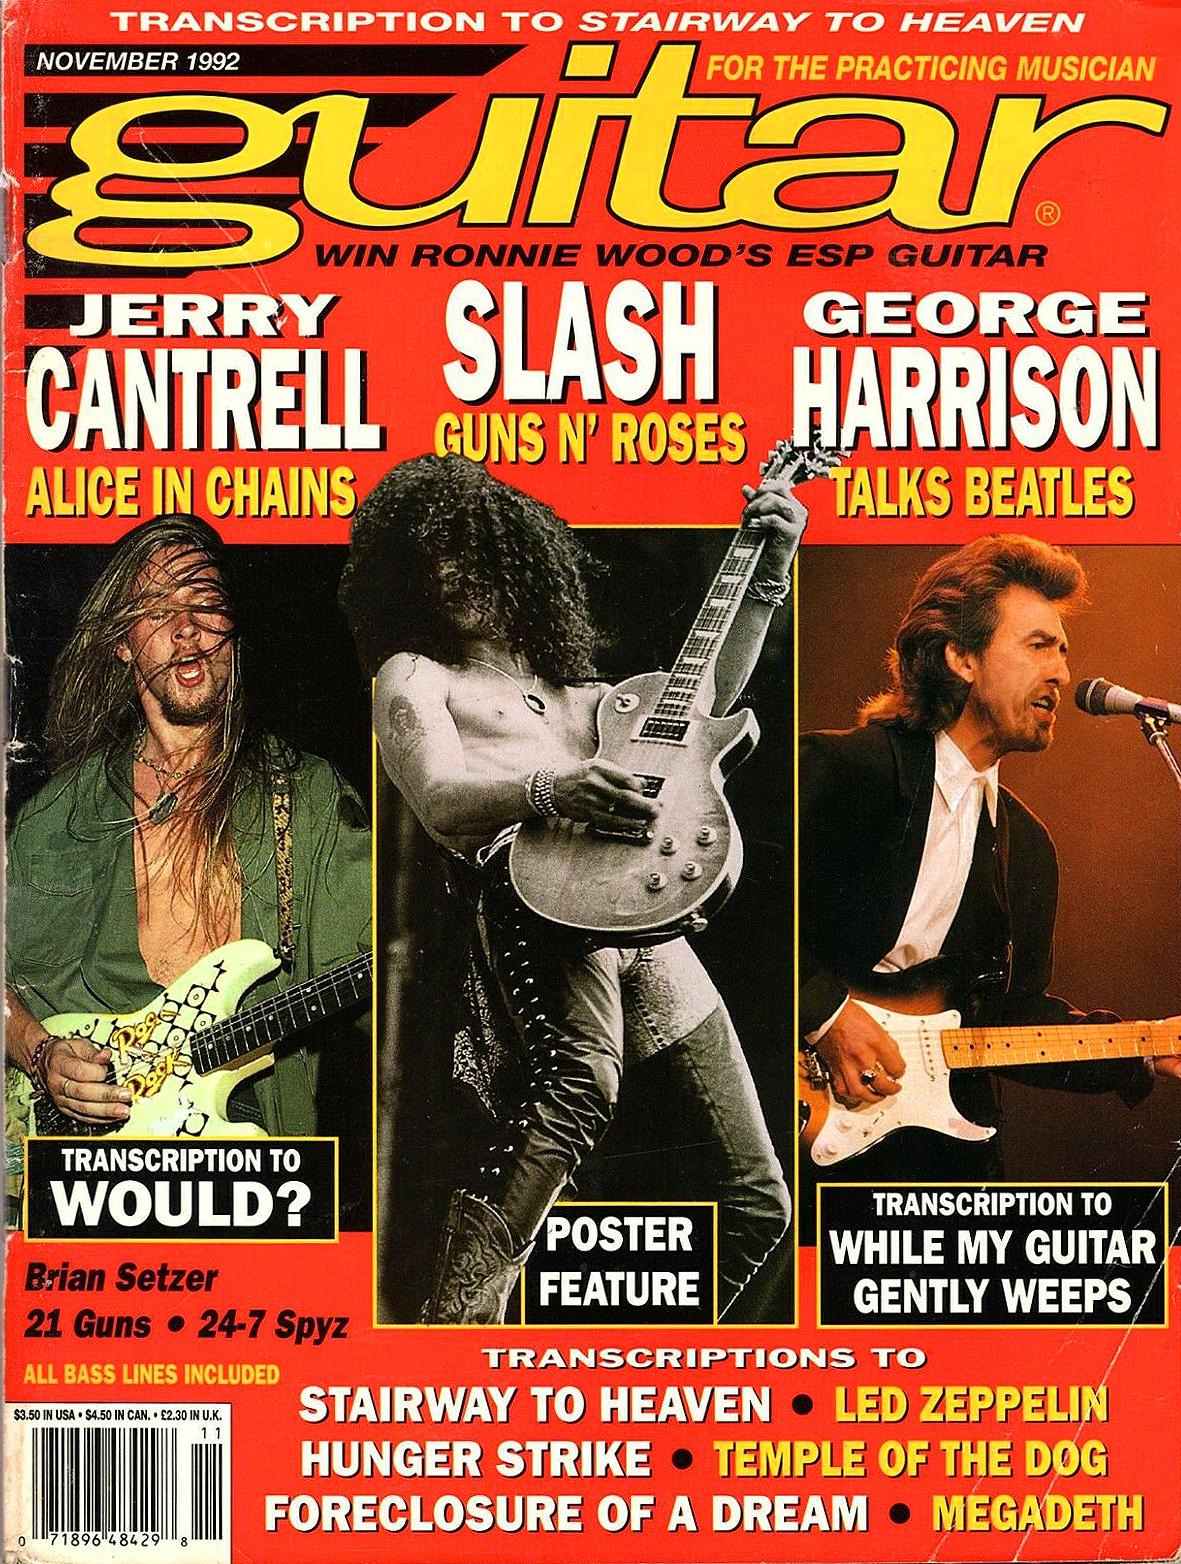 TRANSCRIPTION TO STAIRWAY TO HEAVEN
NOVEMBER 1992
FOR THE PRACTICING MUSICIAN
guitar®
WIN RONNIE WOOD'S ESP GUITAR
JERRY
CANTRELL
ALICE IN CHAINS
SLASH
GUNS N' ROSES
GEORGE
HARRISON
TALKS BEATLES
Rock
TRANSCRIPTION TO
WOULD?
POSTER
FEATURE
TRANSCRIPTION TO
WHILE MY GUITAR
GENTLY WEEPS
Brian Setzer
21 Guns • 24-7 Spyz
ALL BASS LINES INCLUDED
TRANSCRIPTIONS TO
STAIRWAY TO HEAVEN • LED ZEPPELIN
HUNGER STRIKE • TEMPLE OF THE DOG
FORECLOSURE OF A DREAM • MEGADETH
$3.50 IN USA • $4.50 IN CAN. • £2.30 IN U.K.
11
0 71896 48429 8